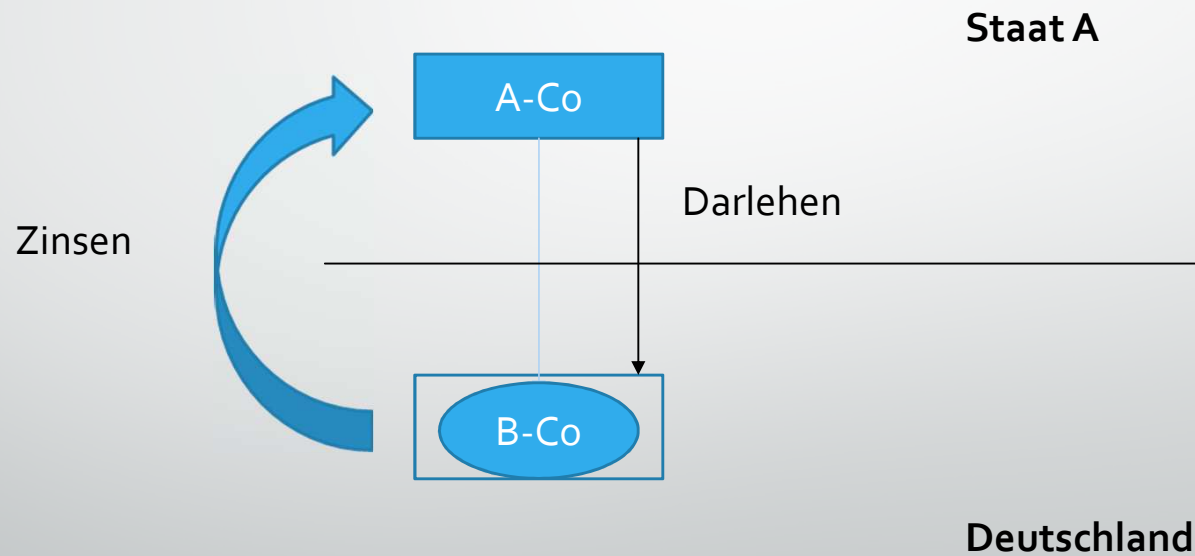 Staat A
A-Co
Darlehen
Zinsen
B-Co
Deutschland